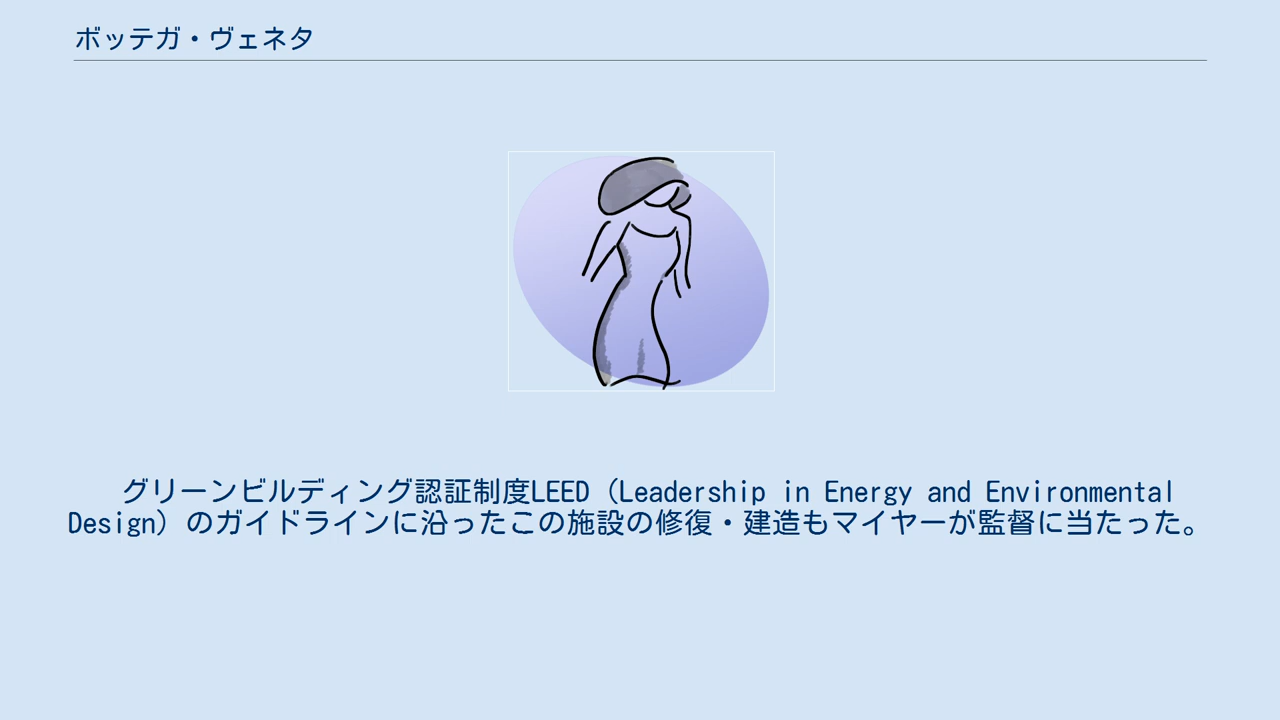 ボッテガ・ヴェネタ
グリーンビルディング認証制度LEED（Leadership in Energy and Environmental
Design）のガイドラインに沿ったこの施設の修復・建造もマイヤーが監督に当たった。